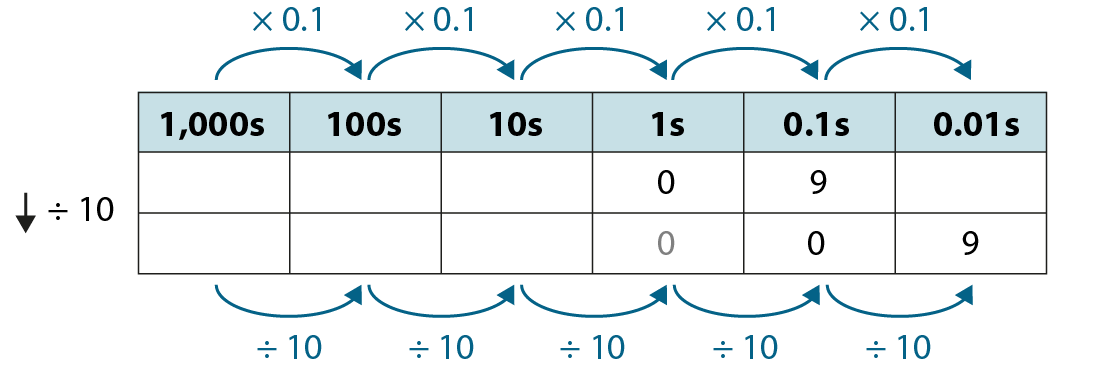 × 0.1 × 0.1 × 0.1 × 0.1 × 0.1
1,000s 100s 10s 1s 0.1s 0.01s
0 9
÷ 10
0 0 9
÷ 10 ÷ 10 ÷ 10 ÷ 10 ÷ 10